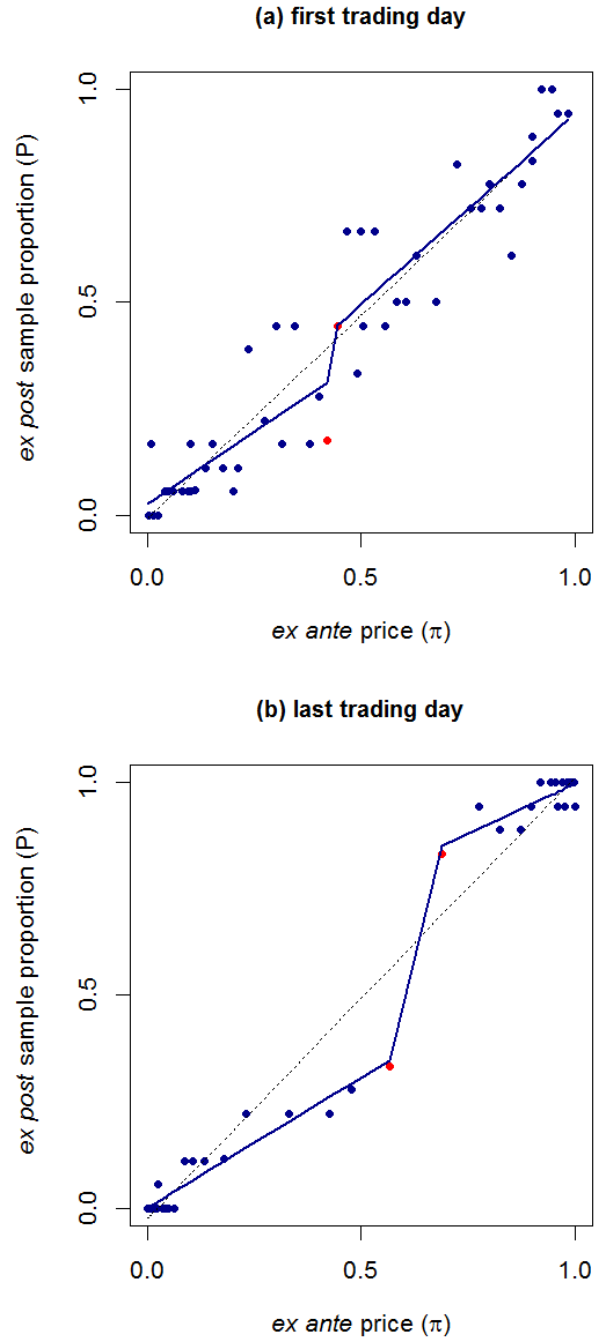 (a) first trading day
ex post sample proportion (P)
1.0
0.5
0.0
0.0 0.5 1.0
ex ante price (π)
(b) last trading day
ex post sample proportion (P)
1.0
0.5
0.0
0.0 0.5 1.0
ex ante price (π)